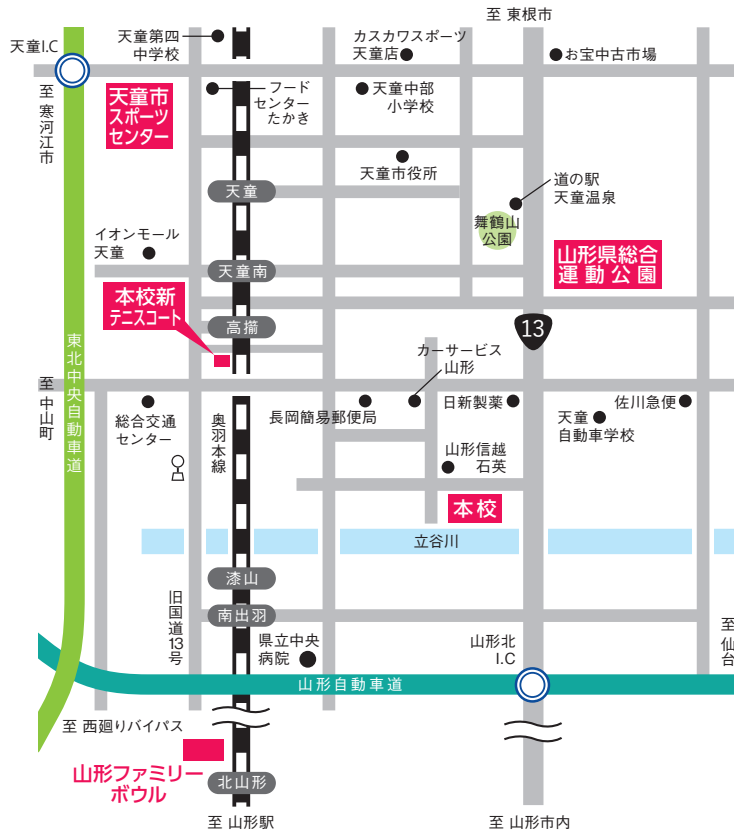 至 東根市
天童I.C
天童第四
中学校
カスカワスポーツ
天童店
お宝中古市場
至 寒河江市
天童市
スポーツ
センター
フード
センター
たかき
天童中部
小学校
天童市役所
天童
道の駅
天童温泉
舞鶴山
公園
イオンモール
天童
天童南
山形県総合
運動公園
本校新
テニスコート
高擶
13
カーサービス
山形
東北中央自動車道
至 中山町
総合交通
センター
奥羽本線
長岡簡易郵便局
日新製薬
佐川急便
天童
自動車学校
山形信越
石英
本校
立谷川
漆山
南出羽
旧国道13号
県立中央
病院
山形北
I.C
至 仙台
山形自動車道
至 西廻りバイパス
山形ファミリー
ボウル
北山形
至 山形駅
至 山形市内